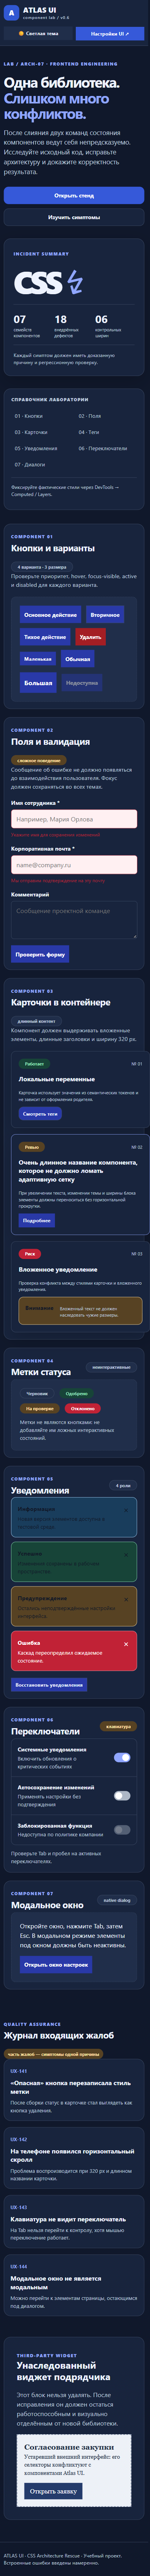 A
ATLAS UI
component lab / v0.6
Светлая тема
Настройки UI ↗
LAB / ARCH-07 · FRONTEND ENGINEERING
Одна библиотека.
Слишком много
конфликтов.
После слияния двух команд состояния
компонентов ведут себя непредсказуемо.
Исследуйте исходный код, исправьте
архитектуру и докажите корректность
результата.
Открыть стенд
Изучить симптомы
INCIDENT SUMMARY
CSS
07
18
06
семейств
компонентов
внедрённых
дефектов
контрольных
ширин
Каждый симптом должен иметь доказанную
причину и регрессионную проверку.
СПРАВОЧНИК ЛАБОРАТОРИИ
01 · Кнопки
02 · Поля
03 · Карточки
04 · Теги
05 · Уведомления
06 · Переключатели
07 · Диалоги
Фиксируйте фактические стили через DevTools →
Computed / Layers.
COMPONENT 01
Кнопки и варианты
4 варианта · 3 размера
Проверьте приоритет, hover, focus-visible, active
и disabled для каждого варианта.
Основное действие
Вторичное
Тихое действие
Удалить
Маленькая
Обычная
Большая
Недоступна
COMPONENT 02
Поля и валидация
сложное поведение
Сообщение об ошибке не должно появляться
до взаимодействия пользователя. Фокус
должен сохраняться во всех темах.
Имя сотрудника *
Например, Мария Орлова
Корпоративная почта *
name@company.ru
Комментарий
Сообщение проектной команде
Проверить форму
COMPONENT 03
Карточки в контейнере
длинный контент
Компонент должен выдерживать вложенные
элементы, длинные заголовки и ширину 320 px.
Работает
№ 01
Локальные переменные
Карточка использует значения из семантических токенов и
не зависит от оформления родителя.
Смотреть теги
Ревью
№ 02
Очень длинное название компонента,
которое не должно ломать
адаптивную сетку
При увеличении текста, изменении темы и ширины блока
элементы должны переноситься без горизонтальной
прокрутки.
Подробнее
Риск
№ 03
Вложенное уведомление
Проверка конфликта между стилями карточки и вложенного
уведомления.
Внимание
Вложенный текст не должен
наследовать чужие размеры.
COMPONENT 04
Метки статуса
неинтерактивные
Черновик
Одобрено
На проверке
Отклонено
Метки не являются кнопками: не
добавляйте им ложных интерактивных
состояний.
COMPONENT 05
Уведомления
4 роли
Информация
Успешно
Предупреждение
Ошибка
×
Каскад переопределил ожидаемое
состояние.
Восстановить уведомления
COMPONENT 06
Переключатели
клавиатура
Системные уведомления
Включить обновления о
критических событиях
Автосохранение изменений
Применять настройки без
подтверждения
Заблокированная функция
Недоступна по политике компании
Проверьте Tab и пробел на активных
переключателях.
COMPONENT 07
Модальное окно
native dialog
Откройте окно, нажмите Tab, затем
Esc. В модальном режиме элементы
под окном должны быть неактивны.
Открыть окно настроек
QUALITY ASSURANCE
Журнал входящих жалоб
часть жалоб — симптомы одной причины
UX-141
«Опасная» кнопка перезаписала стиль
метки
После сборки статус в карточке стал выглядеть как
кнопка удаления.
UX-142
На телефоне появился горизонтальный
скролл
Проблема воспроизводится при 320 px и длинном
названии карточки.
UX-143
Клавиатура не видит переключатель
На Tab нельзя перейти к контролу, хотя мышью
переключение работает.
UX-144
Модальное окно не является
модальным
Можно перейти к элементам страницы, оставшимся
под диалогом.
THIRD-PARTY WIDGET
Унаследованный
виджет подрядчика
Этот блок нельзя удалить. После
исправления он должен остаться
работоспособным и визуально
отделённым от новой библиотеки.
Согласование закупки
Устаревший внешний интерфейс: его
селекторы конфликтуют с
компонентами Atlas UI.
Открыть заявку
ATLAS UI · CSS Architecture Rescue · Учебный проект.
Встроенные ошибки введены намеренно.